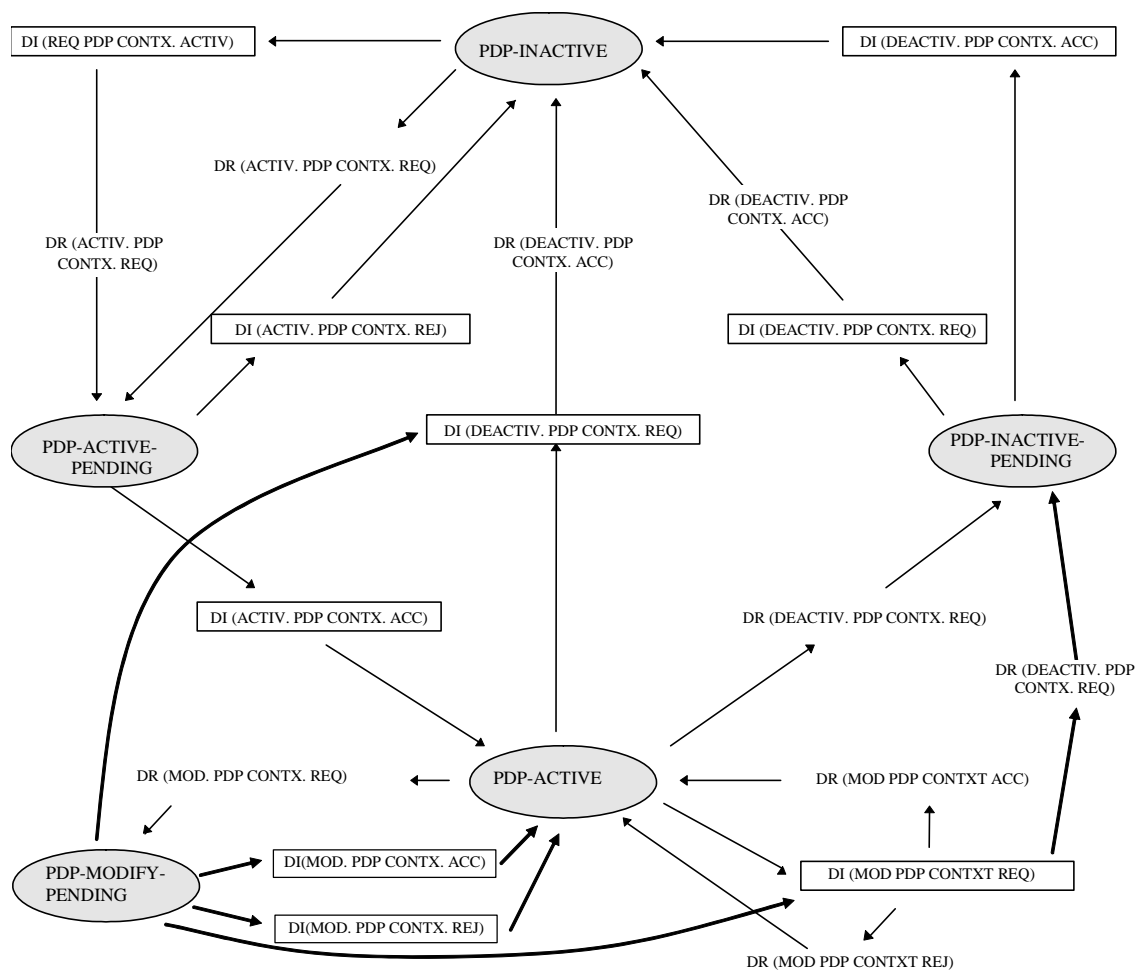 DI (REQ PDP CONTX. ACTIV)
PDP-INACTIVE
DI (DEACTIV. PDP CONTX. ACC)
DR (ACTIV. PDP CONTX. REQ)
DR (DEACTIV. PDP
CONTX. ACC)
DR (ACTIV. PDP
CONTX. REQ)
DR (DEACTIV. PDP
CONTX. ACC)
DI (ACTIV. PDP CONTX. REJ)
DI (DEACTIV. PDP CONTX. REQ)
PDP-ACTIVE-
PENDING
DI (DEACTIV. PDP CONTX. REQ)
PDP-INACTIVE-
PENDING
DI (ACTIV. PDP CONTX. ACC)
DR (DEACTIV. PDP CONTX. REQ)
DR (DEACTIV. PDP
CONTX. REQ)
DR (MOD. PDP CONTX. REQ)
PDP-ACTIVE
DR (MOD PDP CONTXT ACC)
PDP-MODIFY-
PENDING
DI(MOD. PDP CONTX. ACC)
DI (MOD PDP CONTXT REQ)
DI(MOD. PDP CONTX. REJ)
DR (MOD PDP CONTXT REJ)